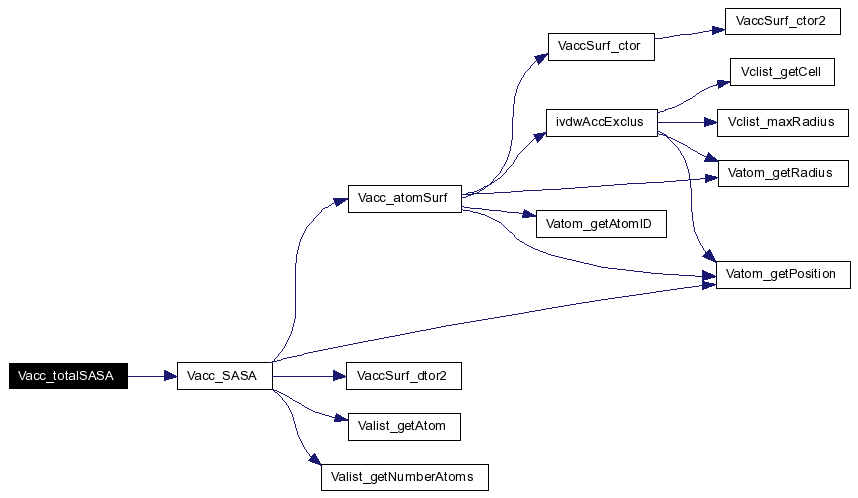 VaccSurf_ctor2
VaccSurf_ctor
Vclist_getCell
ivdwAccExclus
Vclist_maxRadius
Vatom_getRadius
Vacc_atomSurf
Vatom_getAtomID
Vatom_getPosition
Vacc_totalSASA
Vacc_SASA
VaccSurf_dtor2
Valist_getAtom
Valist_getNumberAtoms